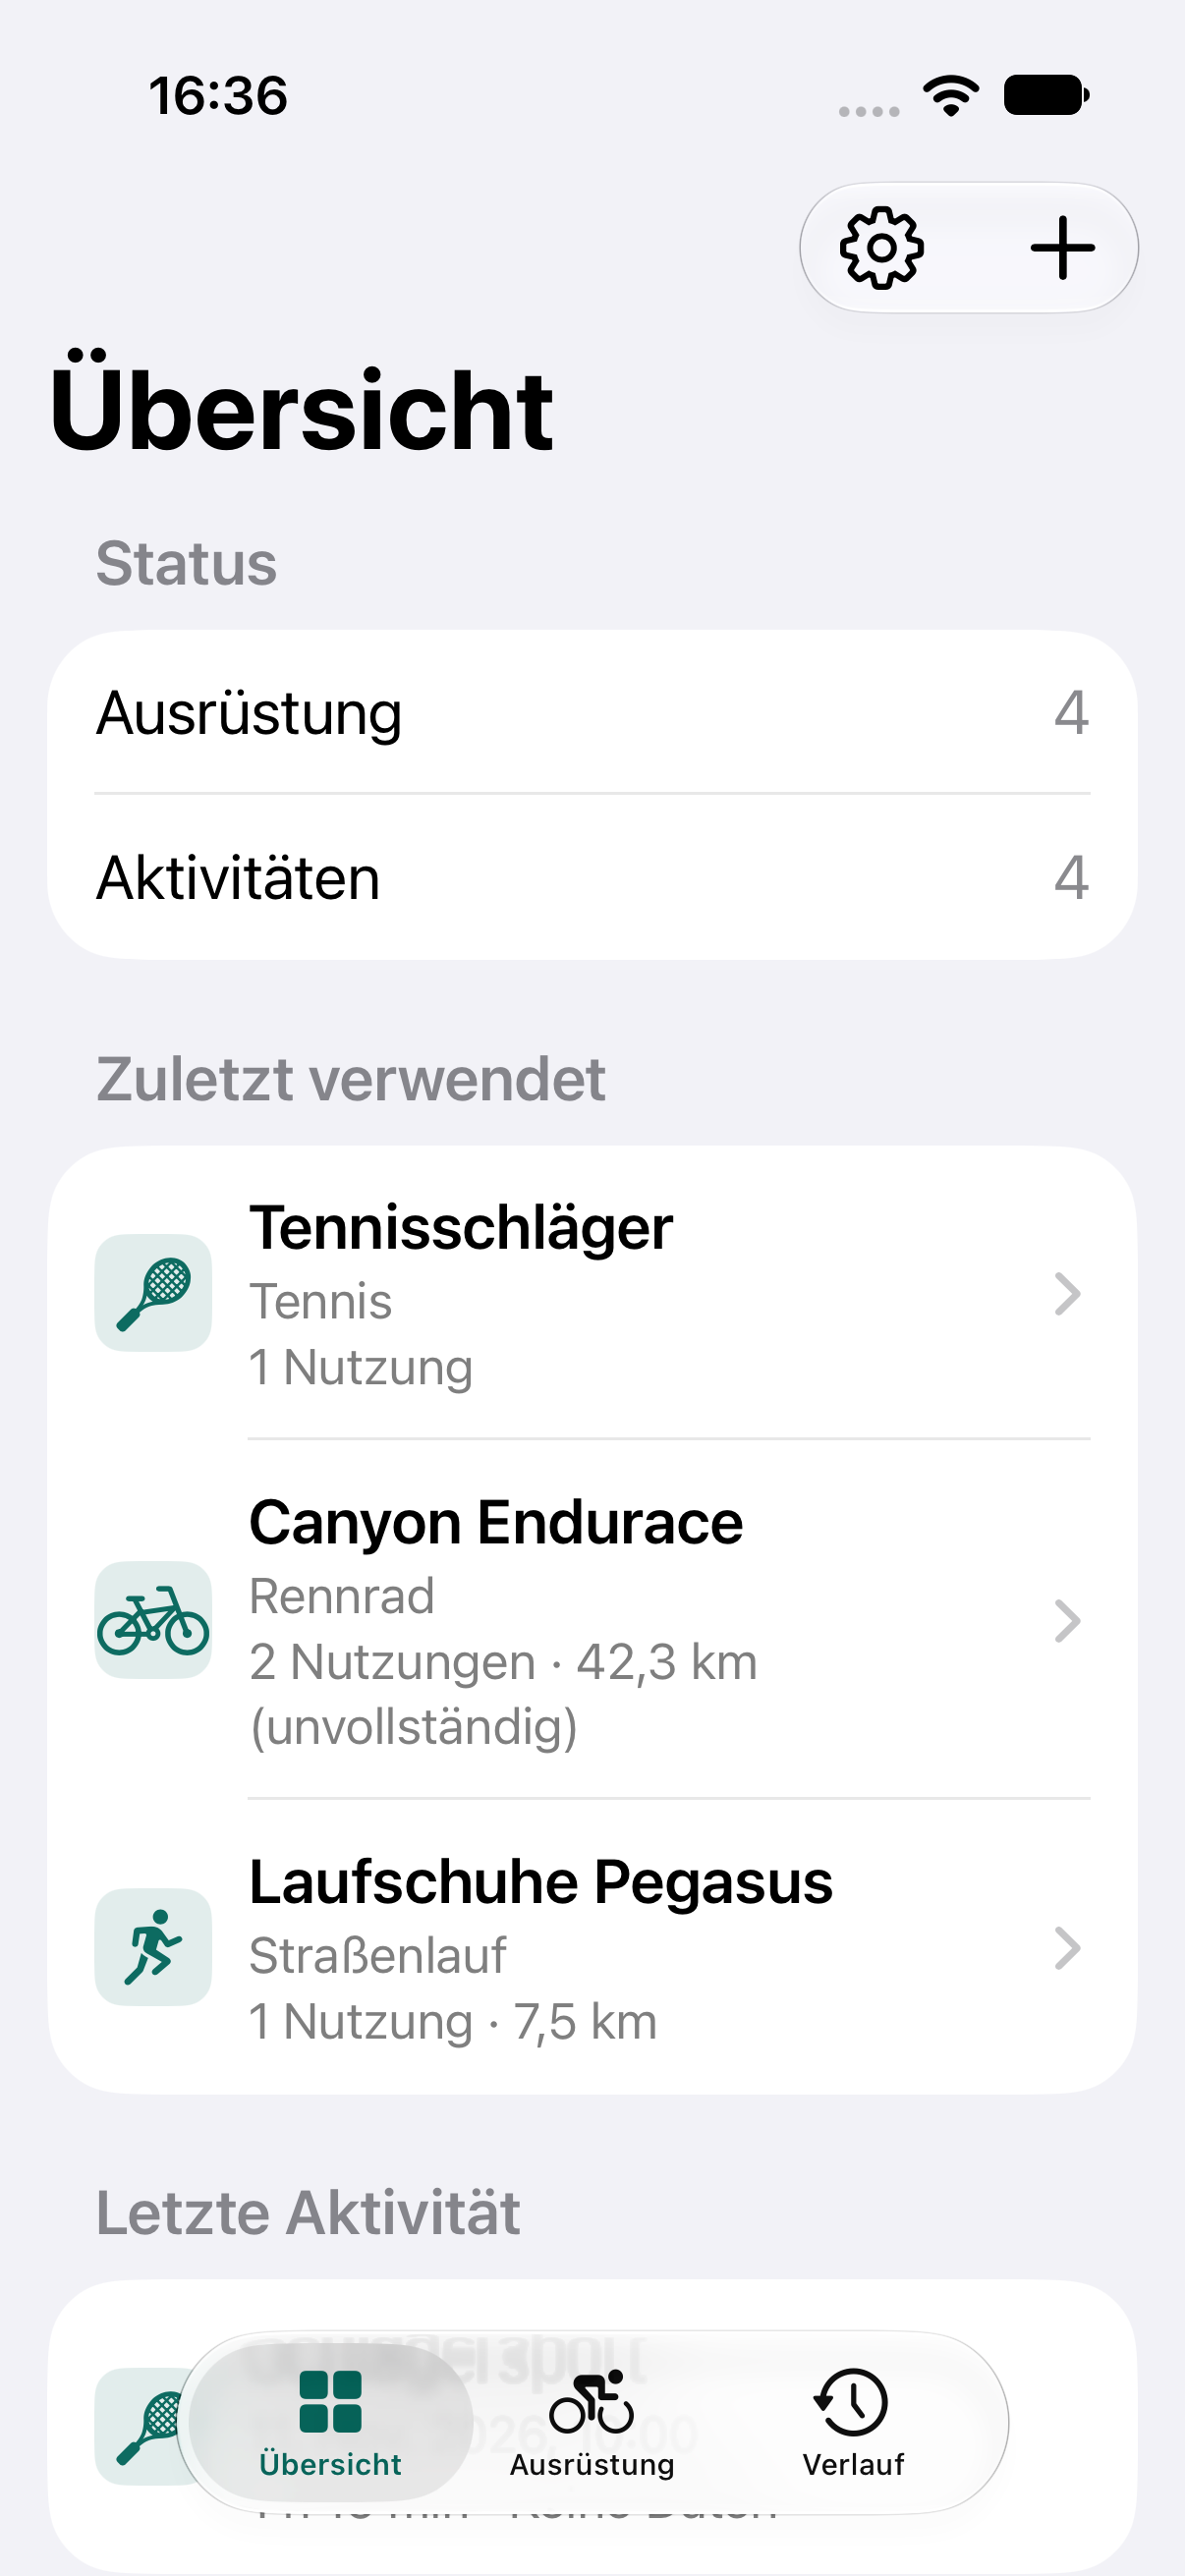 16:36
Übersicht
Status
Ausrüstung 4
Aktivitäten 4
Zuletzt verwendet
Tennisschläger
Tennis
1 Nutzung
Canyon Endurace
Rennrad
2 Nutzungen · 42,3 km
(unvollständig)
Laufschuhe Pegasus
Straßenlauf
1 Nutzung · 7,5 km
Letzte Aktivität
Übersicht
Ausrüstung
Verlauf